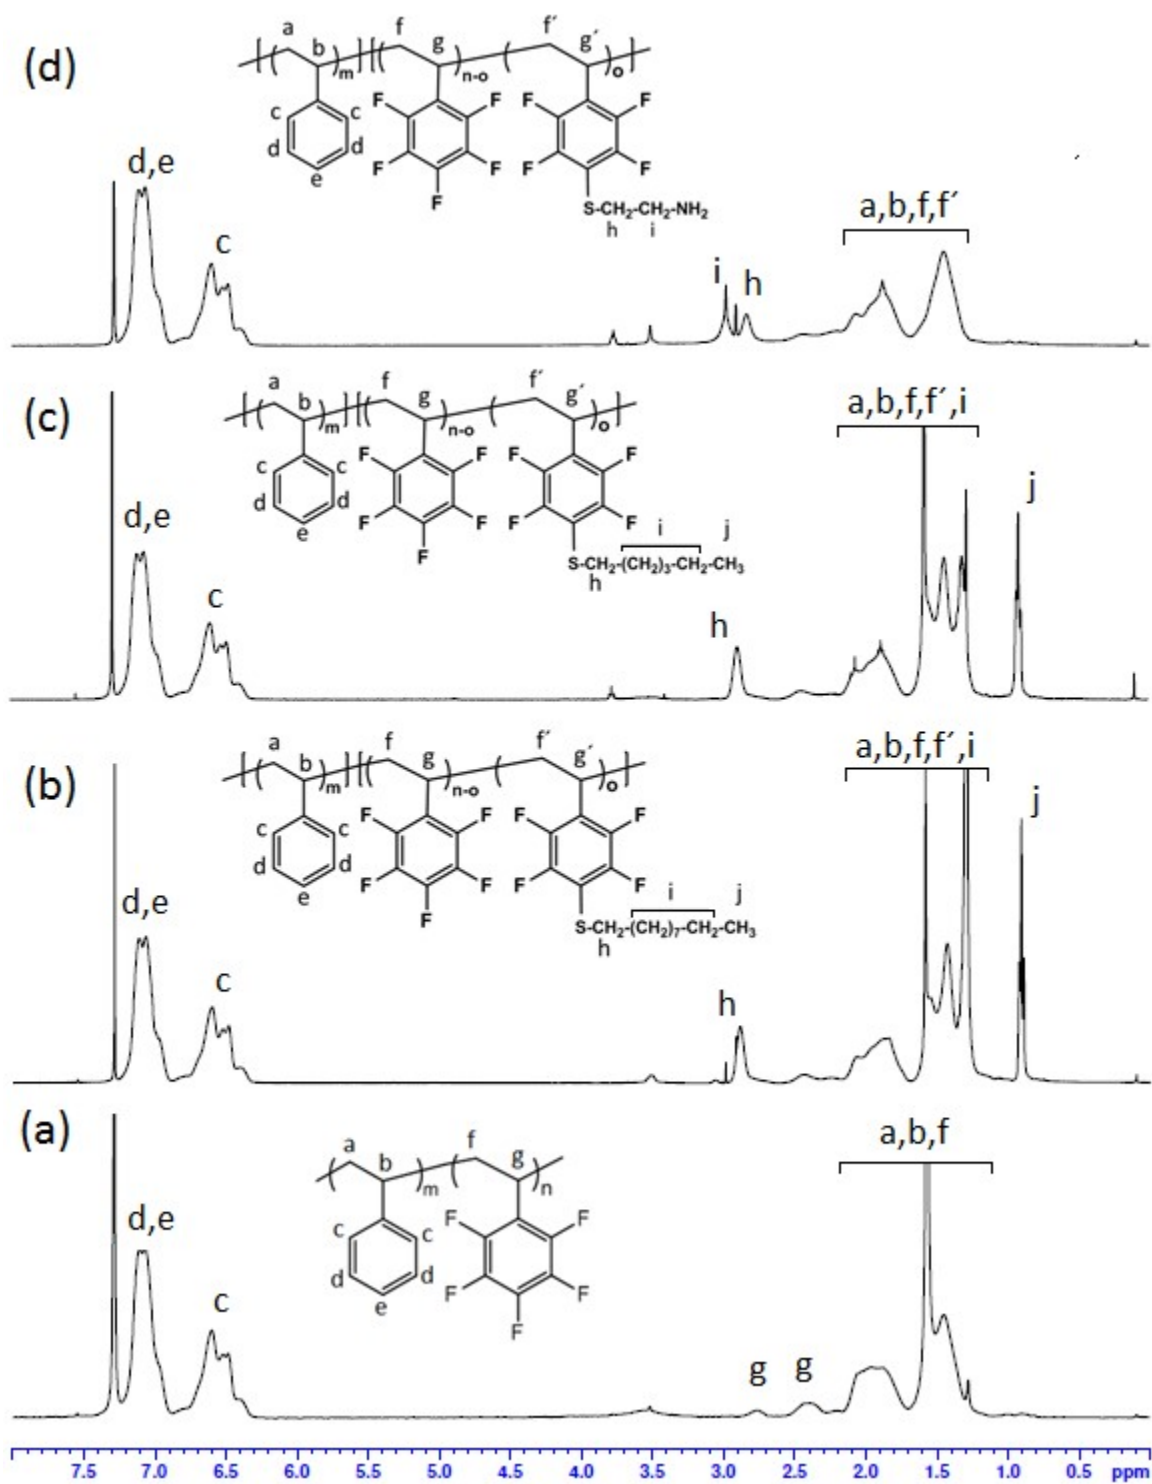 (d)
a
b
m
f
g
n-o
f´
g´
o
c
c
d
d
e
F
F
F
F
F
F
F
F
F
S-CH2-CH2-NH2
h
i
d,e
c
i
h
a,b,f,f´
(c)
a
b
m
f
g
n-o
f´
g´
o
c
c
d
d
e
F
F
F
F
F
F
F
F
F
i
j
S-CH2-(CH2)3-CH2-CH3
h
d,e
c
h
a,b,f,f´,i
j
(b)
a
b
m
f
g
n-o
f´
g´
o
c
c
d
d
e
F
F
F
F
F
F
F
F
F
i
j
S-CH2-(CH2)7-CH2-CH3
h
d,e
c
h
a,b,f,f´,i
j
(a)
a
b
m
f
g
n
c
c
d
d
e
F
F
F
F
F
d,e
c
g
g
a,b,f
7.5 7.0 6.5 6.0 5.5 5.0 4.5 4.0 3.5 3.0 2.5 2.0 1.5 1.0 0.5 ppm